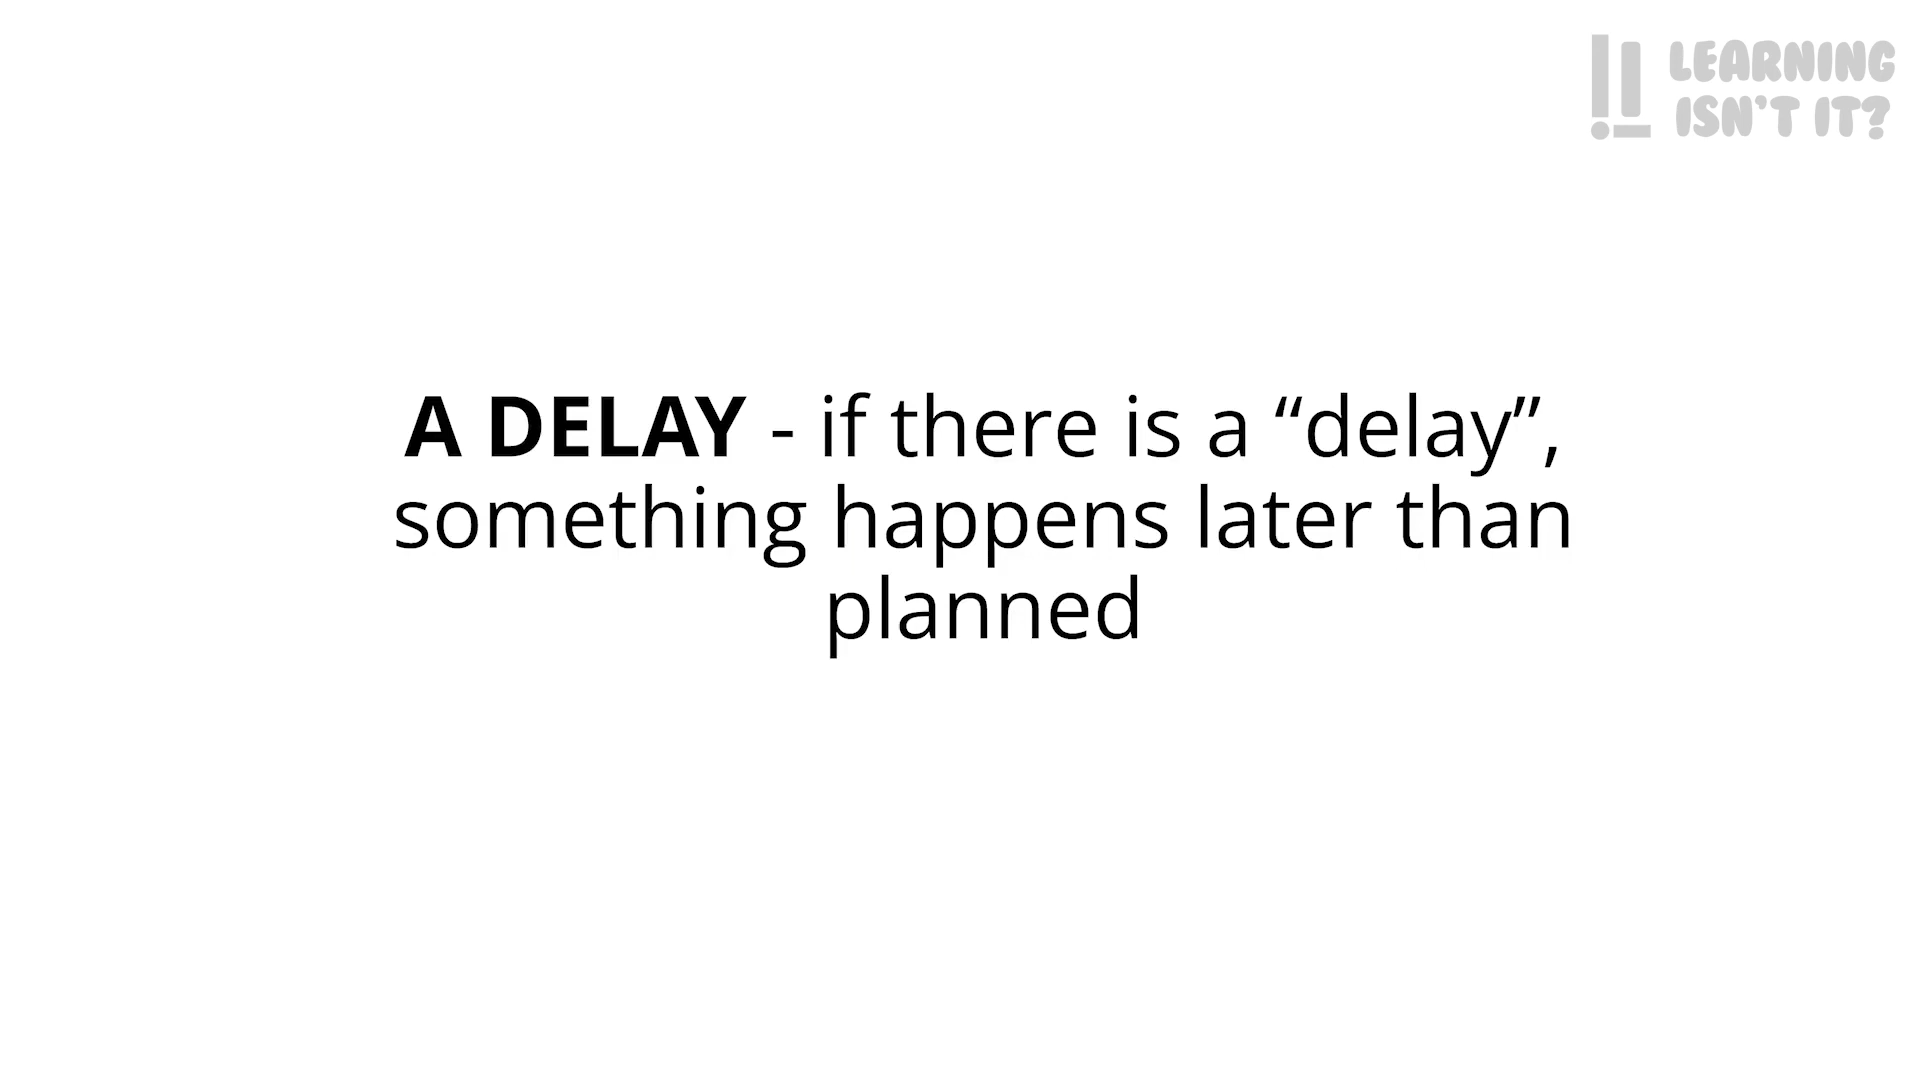 LEARNING
ISN'T IT?
A DELAY - if there is a “delay”,
something happens later than
planned